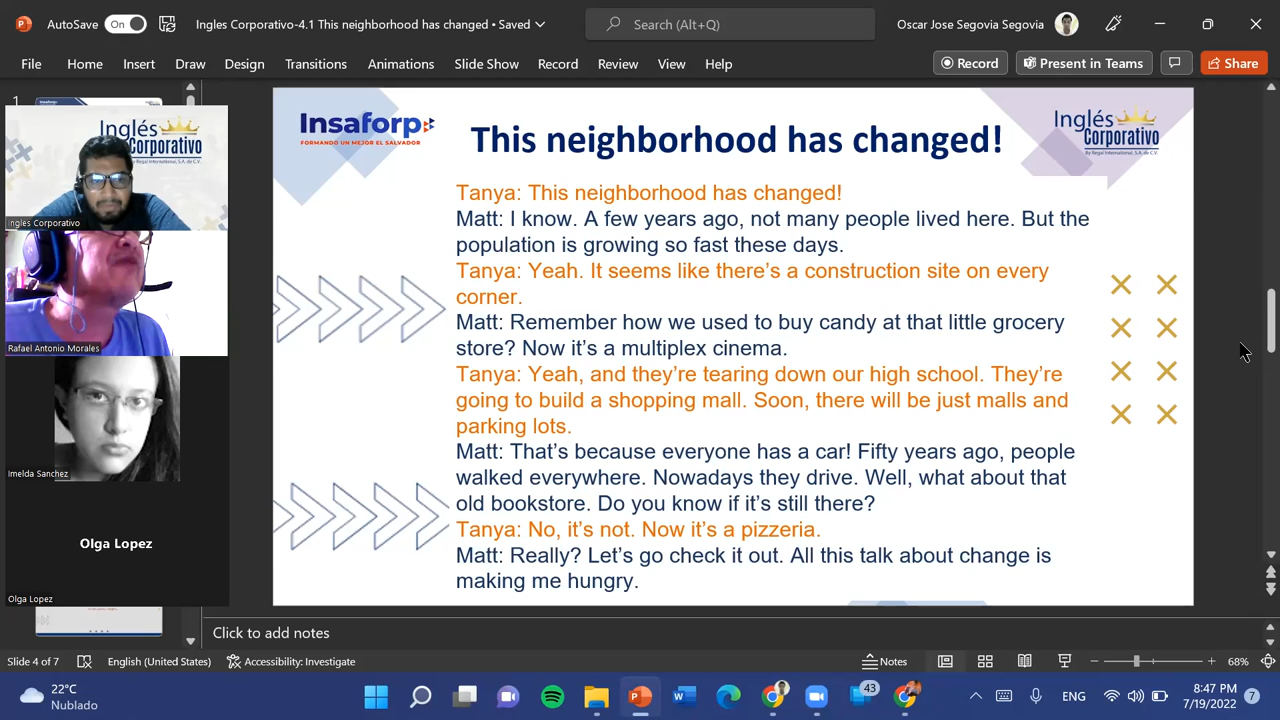 AutoSave On Ingles Corporativo-4.1 This neighborhood has changed • Saved Search (Alt+Q) Oscar Jose Segovia Segovia
File Home Insert Draw Design Transitions Animations Slide Show Record Review View Help Record Present in Teams Share
1
Insaforp
FORMANDO UN MEJOR EL SALVADOR
This neighborhood has changed!
Inglés
Corporativo
By Regal International, S.A. de C.V.
Inglés
Corporativo
By Regal International, S.A. de C.V.
Ingles Corporativo
Rafael Antonio Morales
Imelda Sanchez
Olga Lopez
Olga Lopez
Tanya: This neighborhood has changed!
Matt: I know. A few years ago, not many people lived here. But the
population is growing so fast these days.
Tanya: Yeah. It seems like there's a construction site on every
corner.
Matt: Remember how we used to buy candy at that little grocery
store? Now it's a multiplex cinema.
Tanya: Yeah, and they're tearing down our high school. They're
going to build a shopping mall. Soon, there will be just malls and
parking lots.
Matt: That's because everyone has a car! Fifty years ago, people
walked everywhere. Nowadays they drive. Well, what about that
old bookstore. Do you know if it's still there?
Tanya: No, it's not. Now it's a pizzeria.
Matt: Really? Let's go check it out. All this talk about change is
making me hungry.
Click to add notes
Slide 4 of 7 English (United States) Accessibility: Investigate Notes 68%
22°C
Nublado
43
ENG
8:47 PM
7/19/2022
7